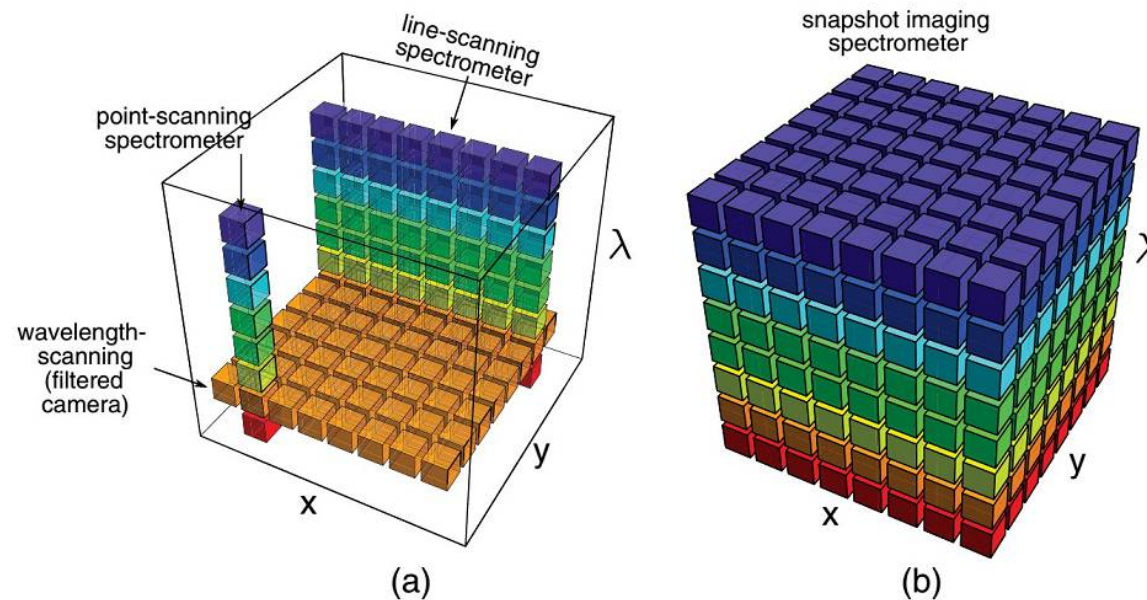 line-scanning
spectrometer
point-scanning
spectrometer
wavelength-
scanning
(filtered
camera)
λ
y
x
(a)
snapshot imaging
spectrometer
λ
y
x
(b)